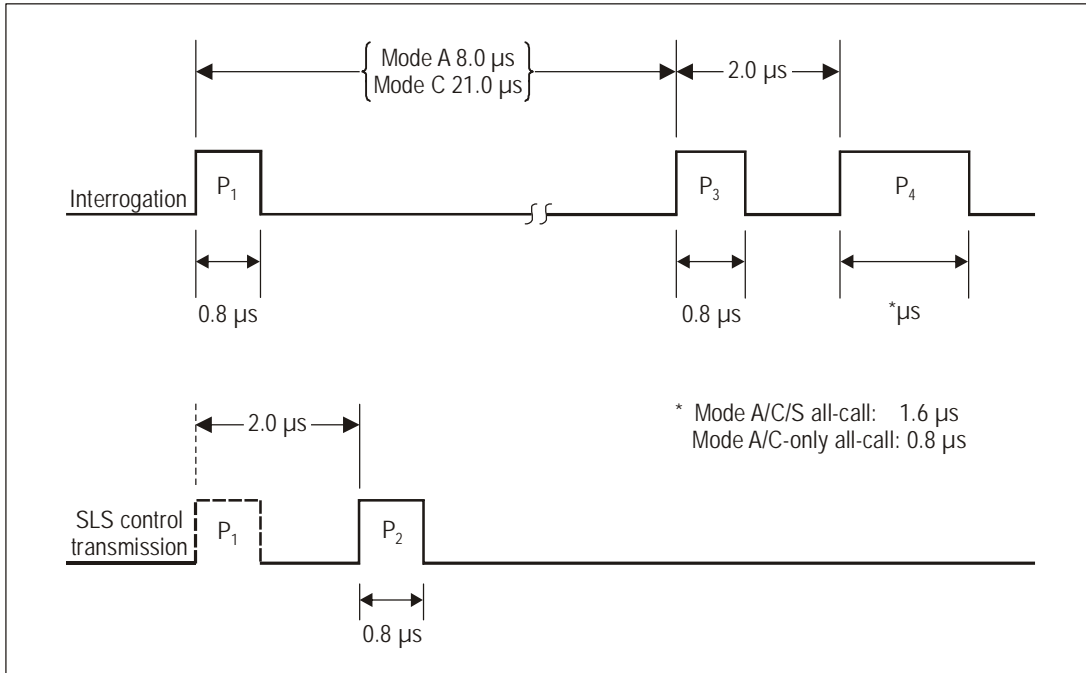 Mode A 8.0 µs
Mode C 21.0 µs
2.0 µs
Interrogation
P1
P3
P4
0.8 µs
0.8 µs
*µs
2.0 µs
* Mode A/C/S all-call: 1.6 µs
Mode A/C-only all-call: 0.8 µs
SLS control
transmission
P1
P2
0.8 µs